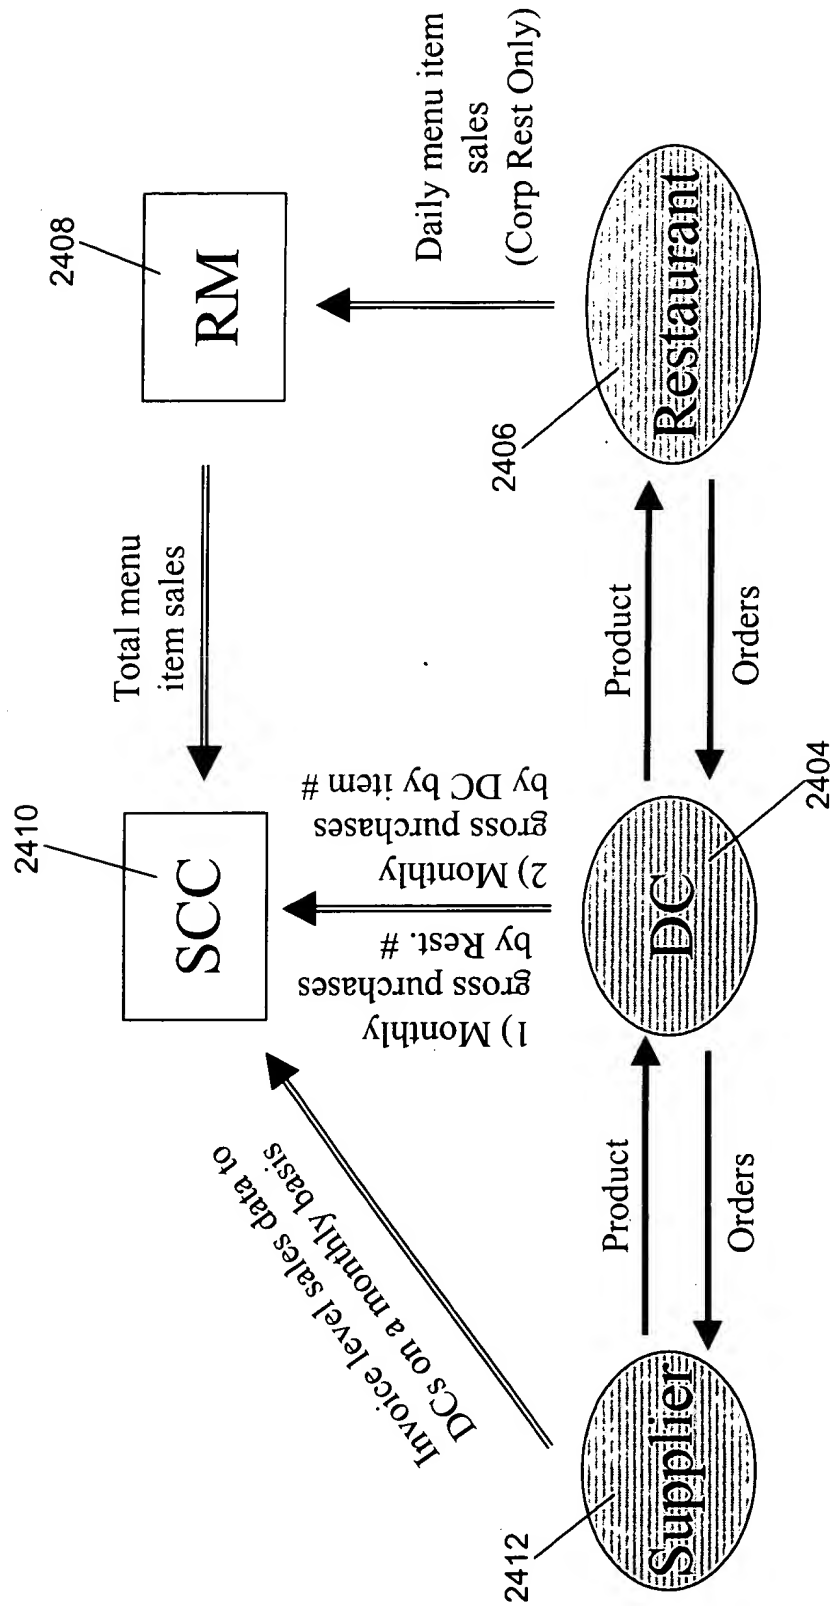 2408
RM
Daily menu item
sales
(Corp Rest Only)
Total menu
item sales
2410
SCC
1) Monthly
gross purchases
by Rest. #
2) Monthly
gross purchases
by DC by item #
Invoice level sales data to
DCs on a monthly basis
2412
Supplier
Product
Orders
DC
2404
Product
Orders
2406
Restaurant